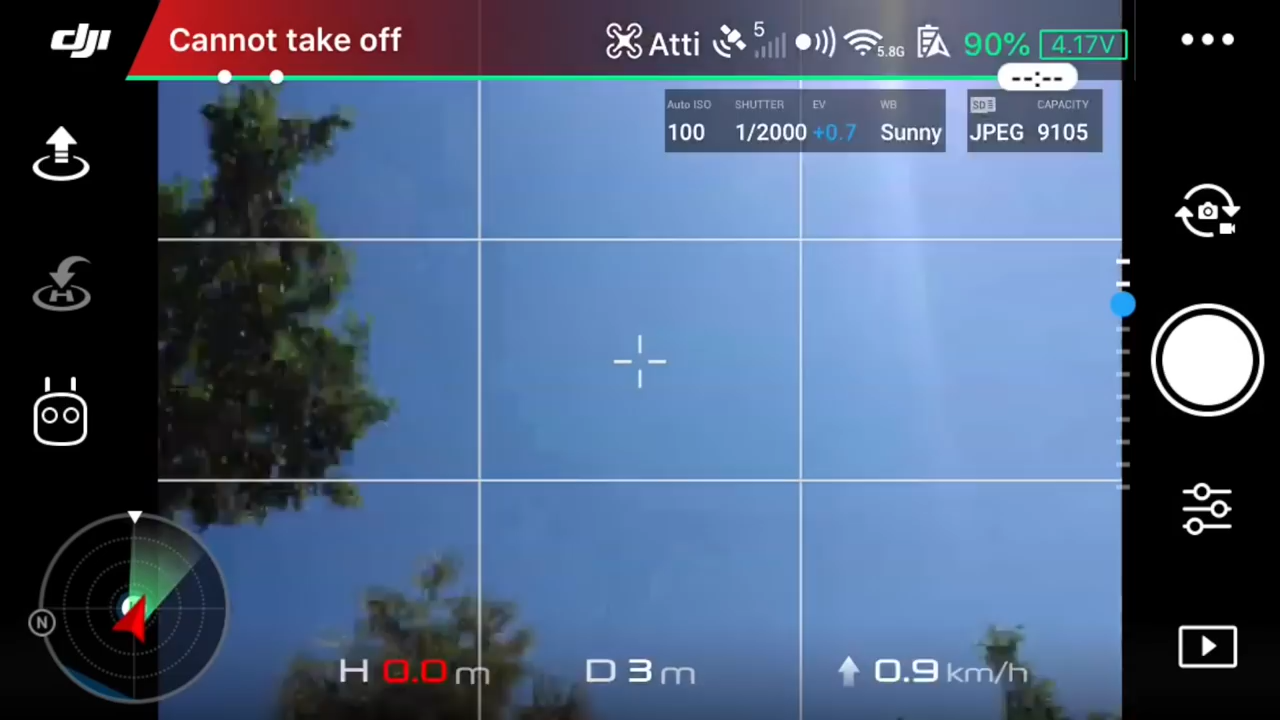 dji
Cannot take off
Atti
5
5.8G
90%
4.17V
--:--
Auto ISO
SHUTTER
EV
WB
SD
CAPACITY
100
1/2000
+0.7
Sunny
JPEG
9105
H
N
H 0.0 m
D 3 m
0.9 km/h